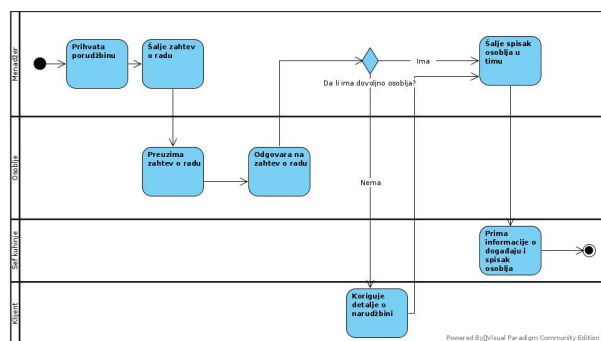 Menadžer
Prihvata
porudžbinu
Šalje zahtev
o radu
Da li ima dovoljno osoblja?
Ima
Šalje spisak
osoblja u
timu
Osoblje
Preuzima
zahtev o radu
Odgovara na
zahtev o radu
Nema
Šef kuhinje
Prima
informacije o
događaju i
spisak
osoblja
Klijent
Koriguje
detalje o
narudžbini
Powered By Visual Paradigm Community Edition